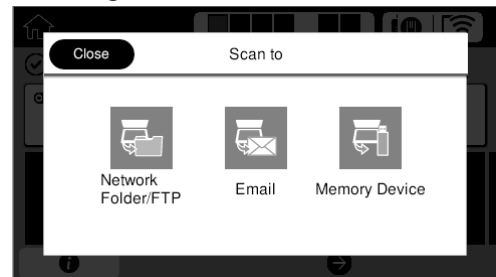 Close
Scan to
Network
Folder/FTP
Email
Memory Device